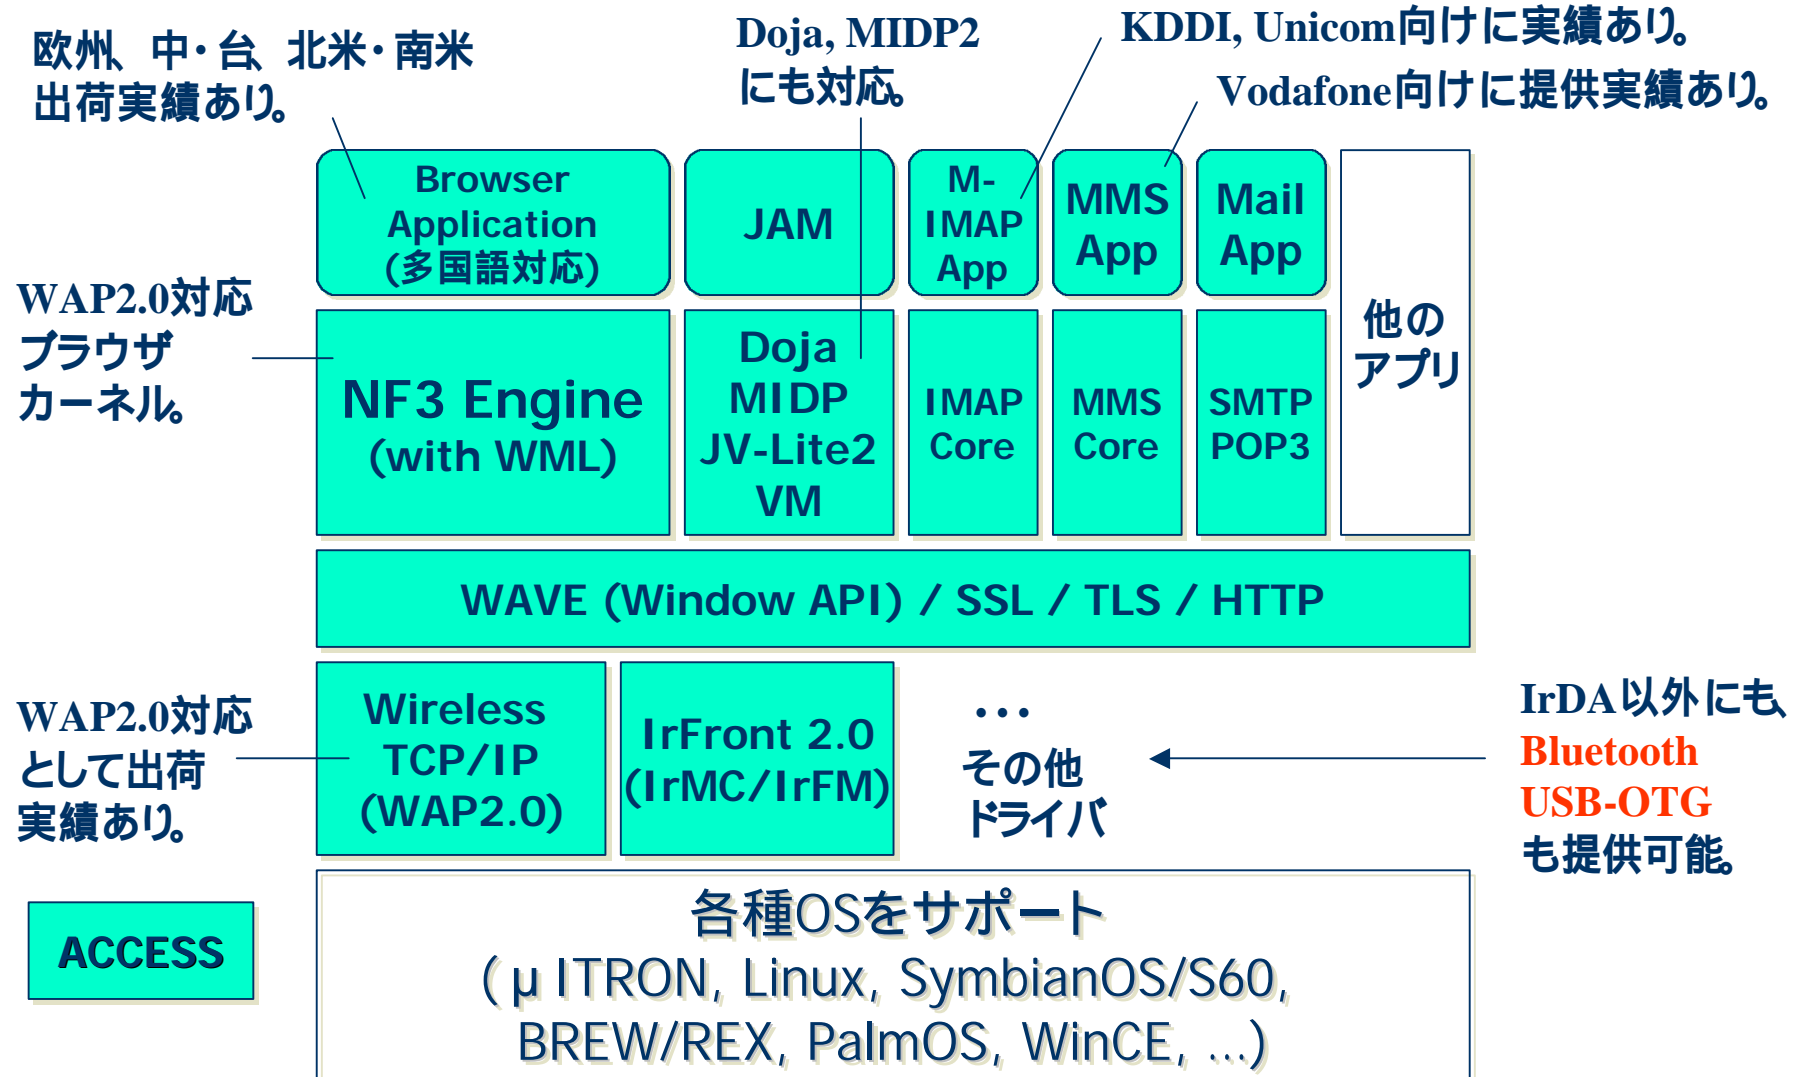 欧州、中・台、北米・南米
出荷実績あり。
Doja, MIDP2
にも対応。
KDDI, Unicom向けに実績あり。
Vodafone向けに提供実績あり。
Browser
Application
(多国語対応)
JAM
M-
IMAP
App
MMS
App
Mail
App
WAP2.0対応
ブラウザ
カーネル。
NF3 Engine
(with WML)
Doja
MIDP
JV-Lite2
VM
IMAP
Core
MMS
Core
SMTP
POP3
他の
アプリ
WAVE (Window API) / SSL / TLS / HTTP
WAP2.0対応
として出荷
実績あり。
Wireless
TCP/IP
(WAP2.0)
IrFront 2.0
(IrMC/IrFM)
...
その他
ドライバ
IrDA以外にも、
Bluetooth
USB-OTG
も提供可能。
ACCESS
各種OSをサポート
(μITRON, Linux, SymbianOS/S60,
BREW/REX, PalmOS, WinCE, ...)